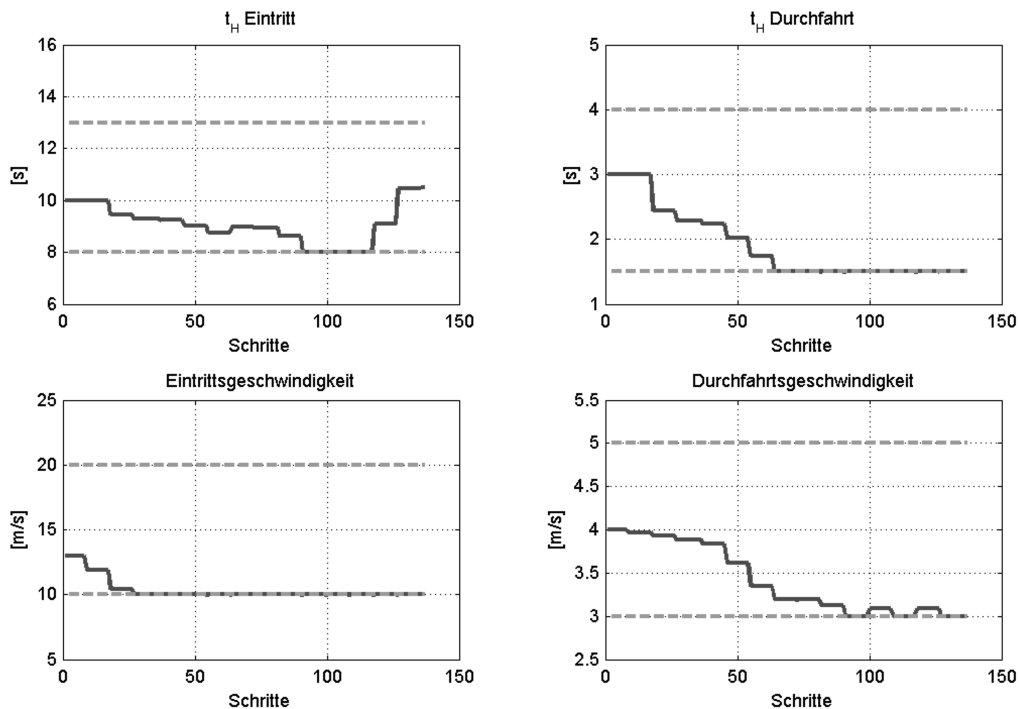 t_H Eintritt
16
14
12
10
8
6
[s]
0 50 100 150
Schritte
t_H Durchfahrt
5
4
3
2
1
[s]
0 50 100 150
Schritte
Eintrittsgeschwindigkeit
25
20
15
10
5
[m/s]
0 50 100 150
Schritte
Durchfahrtsgeschwindigkeit
5.5
5
4.5
4
3.5
3
2.5
[m/s]
0 50 100 150
Schritte